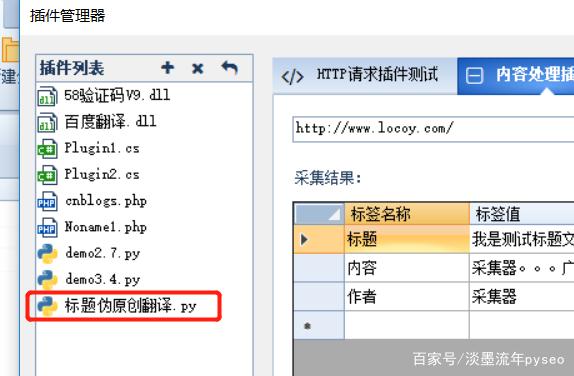 插件管理器
插件列表
58验证码V9.dll
百度翻译.dll
Plugin1.cs
Plugin2.cs
cnblogs.php
Noname1.php
demo2.7.py
demo3.4.py
标题伪原创翻译.py
HTTP请求插件测试
内容处理插
http://www.locoy.com/
采集结果:
标签名称 标签值
标题 我是测试标题文
内容 采集器。。。广
作者 采集器
百家号/淡墨流年pyseo